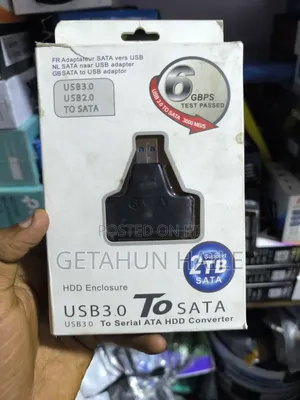 FR Adaptateur SATA vers USB
NL SATA naar USB adapter
GB SATA to USB adaptor
USB3.0
USB2.0
TO SATA
6 GBPS
TEST PASSED
USB 3.0 TO SATA
SATA
POSTED ON
GETAHUN
Support
2TB
SATA
HDD Enclosure
USB3.0 To SATA
USB3.0 To Serial ATA HDD Converter